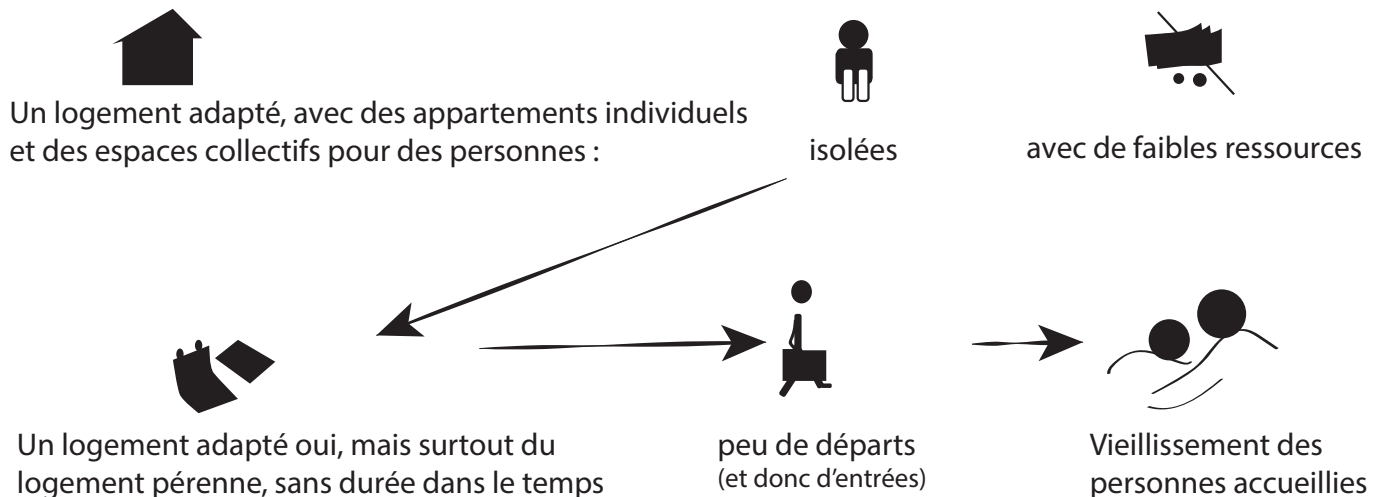 Un logement adapté, avec des appartements individuels
et des espaces collectifs pour des personnes :
isolées
avec de faibles ressources
Un logement adapté oui, mais surtout du
logement pérenne, sans durée dans le temps
peu de départs
(et donc d'entrées)
Vieillissement des
personnes accueillies